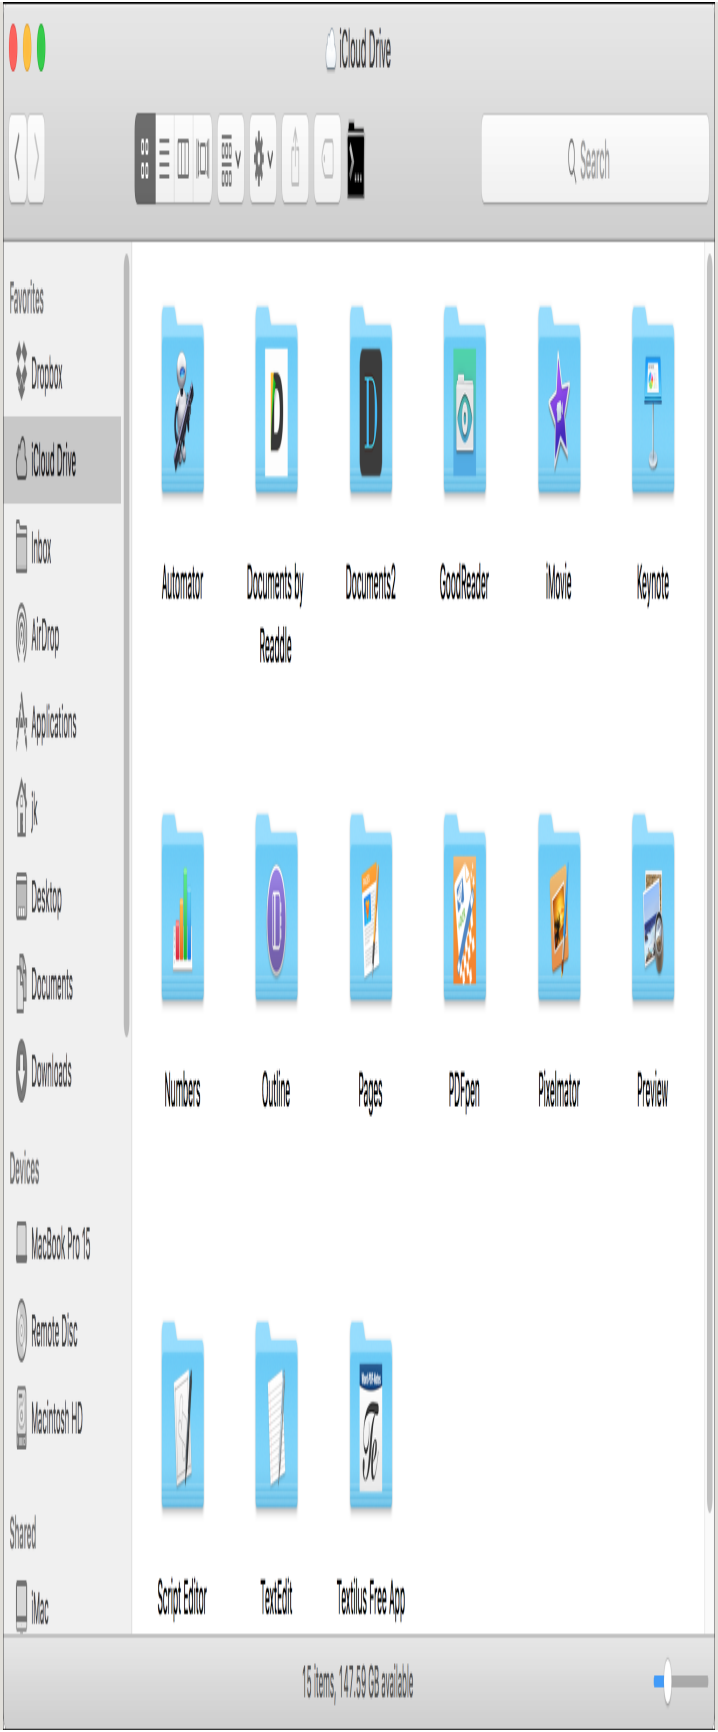 iCloud Drive
Search
Favorites
Dropbox
iCloud Drive
Inbox
AirDrop
Applications
jk
Desktop
Documents
Downloads
Devices
MacBook Pro 15
Remote Disc
Macintosh HD
Shared
iMac
Automator
Documents by
Readdle
Documents2
GoodReader
iMovie
Keynote
Numbers
Outline
Pages
PDFpen
Pixelmator
Preview
Script Editor
TextEdit
Textilus Free App
15 items, 147.59 GB available